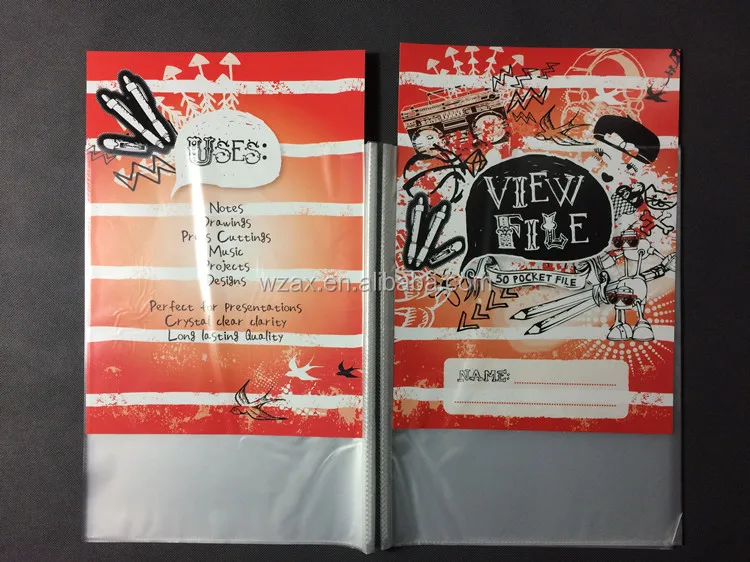 USES:
Notes
Drawings
Press Cuttings
Music
Projects
Designs
Perfect for presentations
Crystal clear clarity
Long lasting Quality
VIEW
FILE
50 POCKET FILE
NAME:
wzax.en.alibaba.com